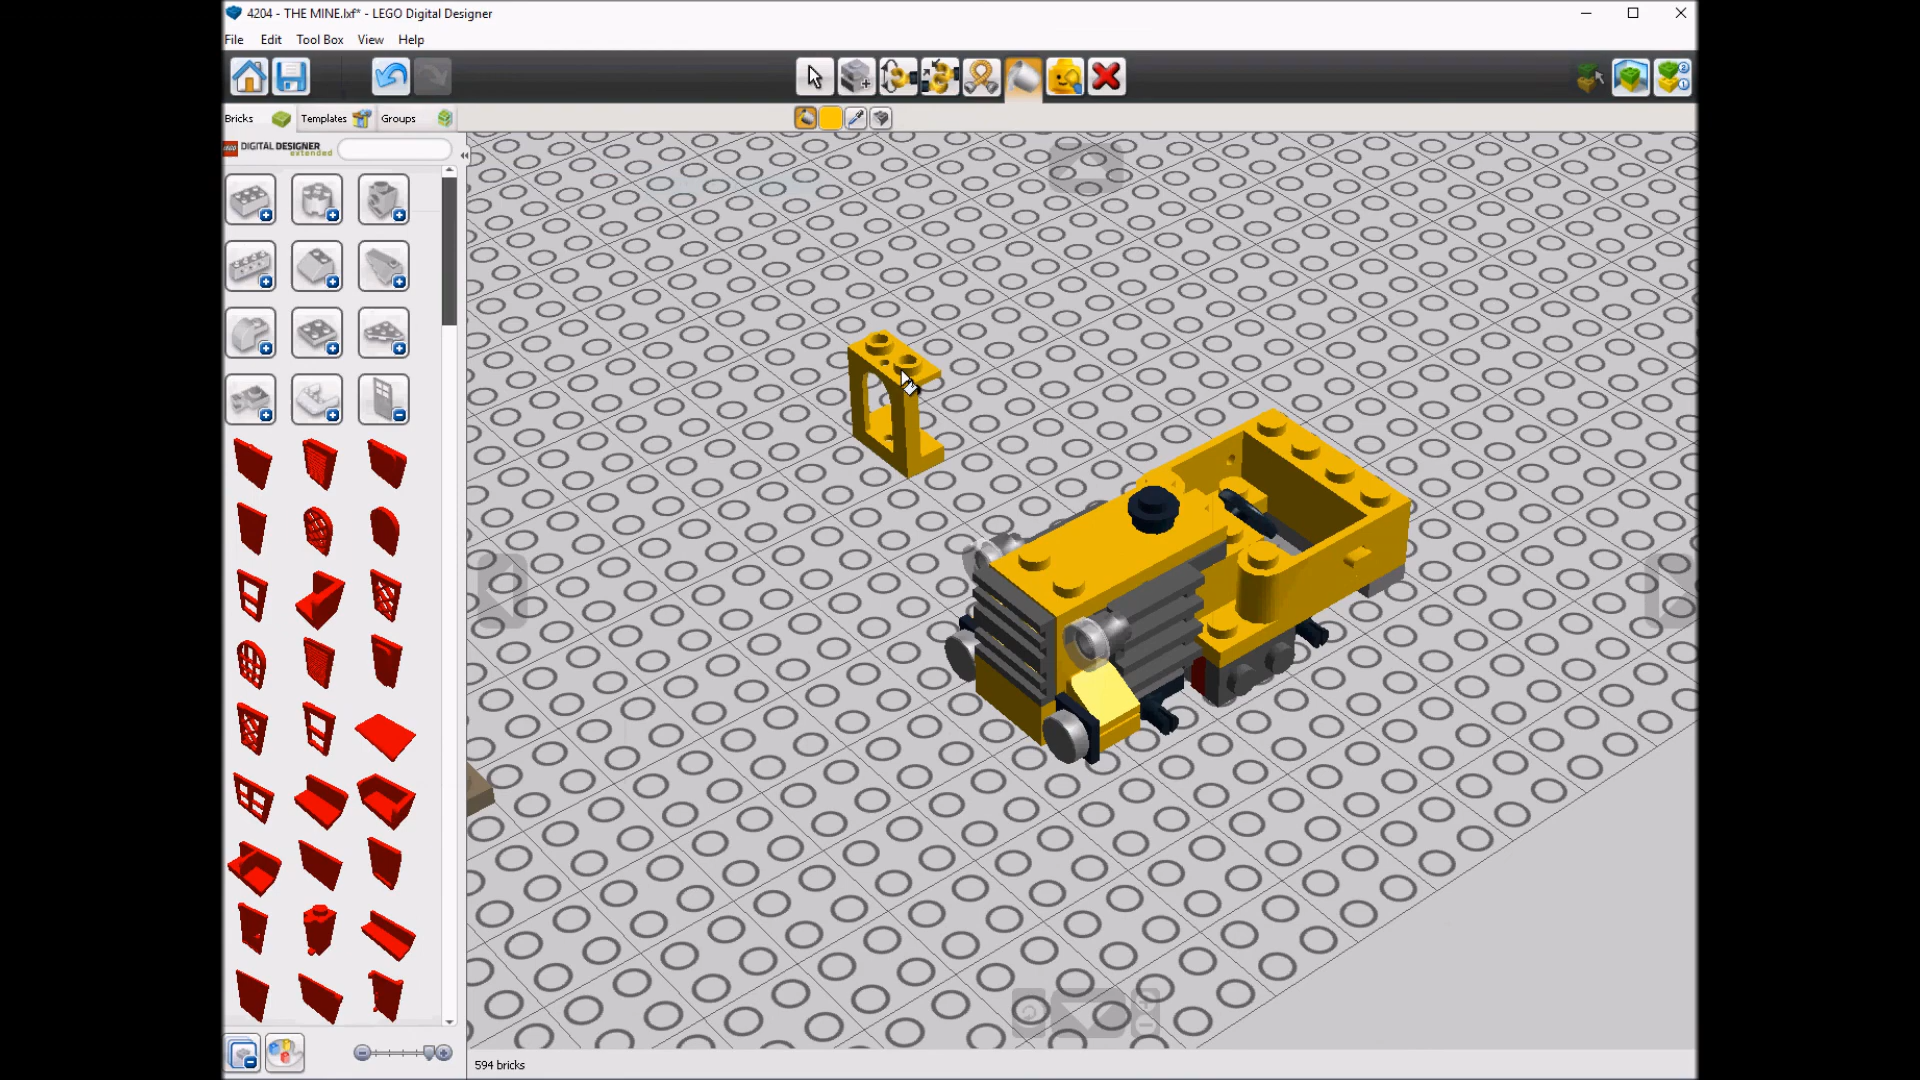 4204 - THE MINE.lxf* - LEGO Digital Designer
File Edit Tool Box View Help
Bricks Templates Groups
LEGO DIGITAL DESIGNER
extended
594 bricks